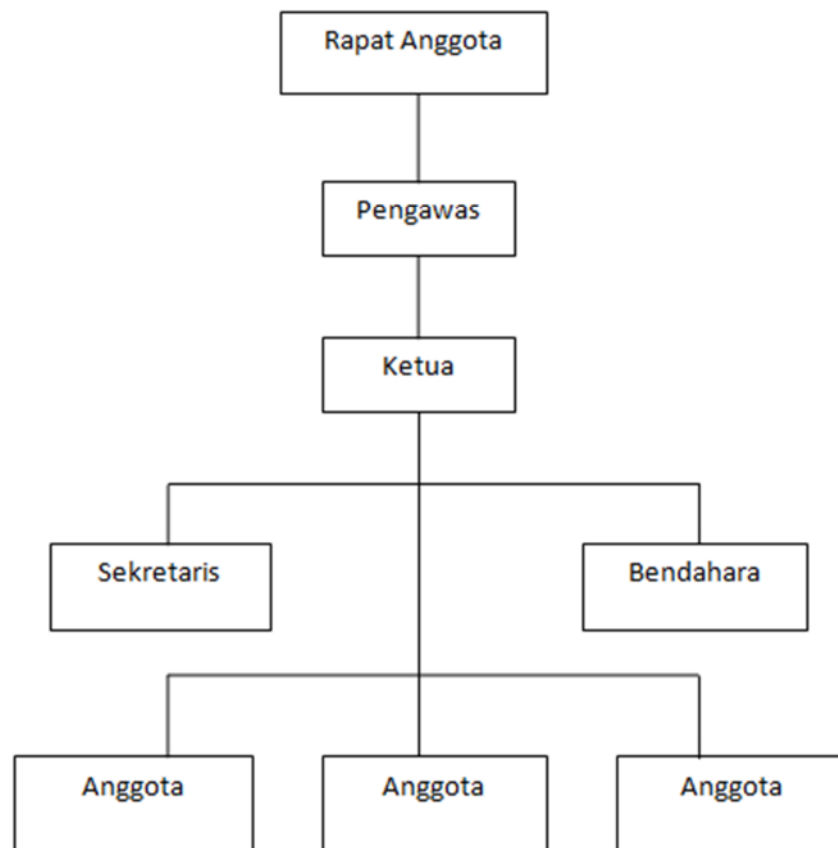 Rapat Anggota
Pengawas
Ketua
Sekretaris
Bendahara
Anggota
Anggota
Anggota